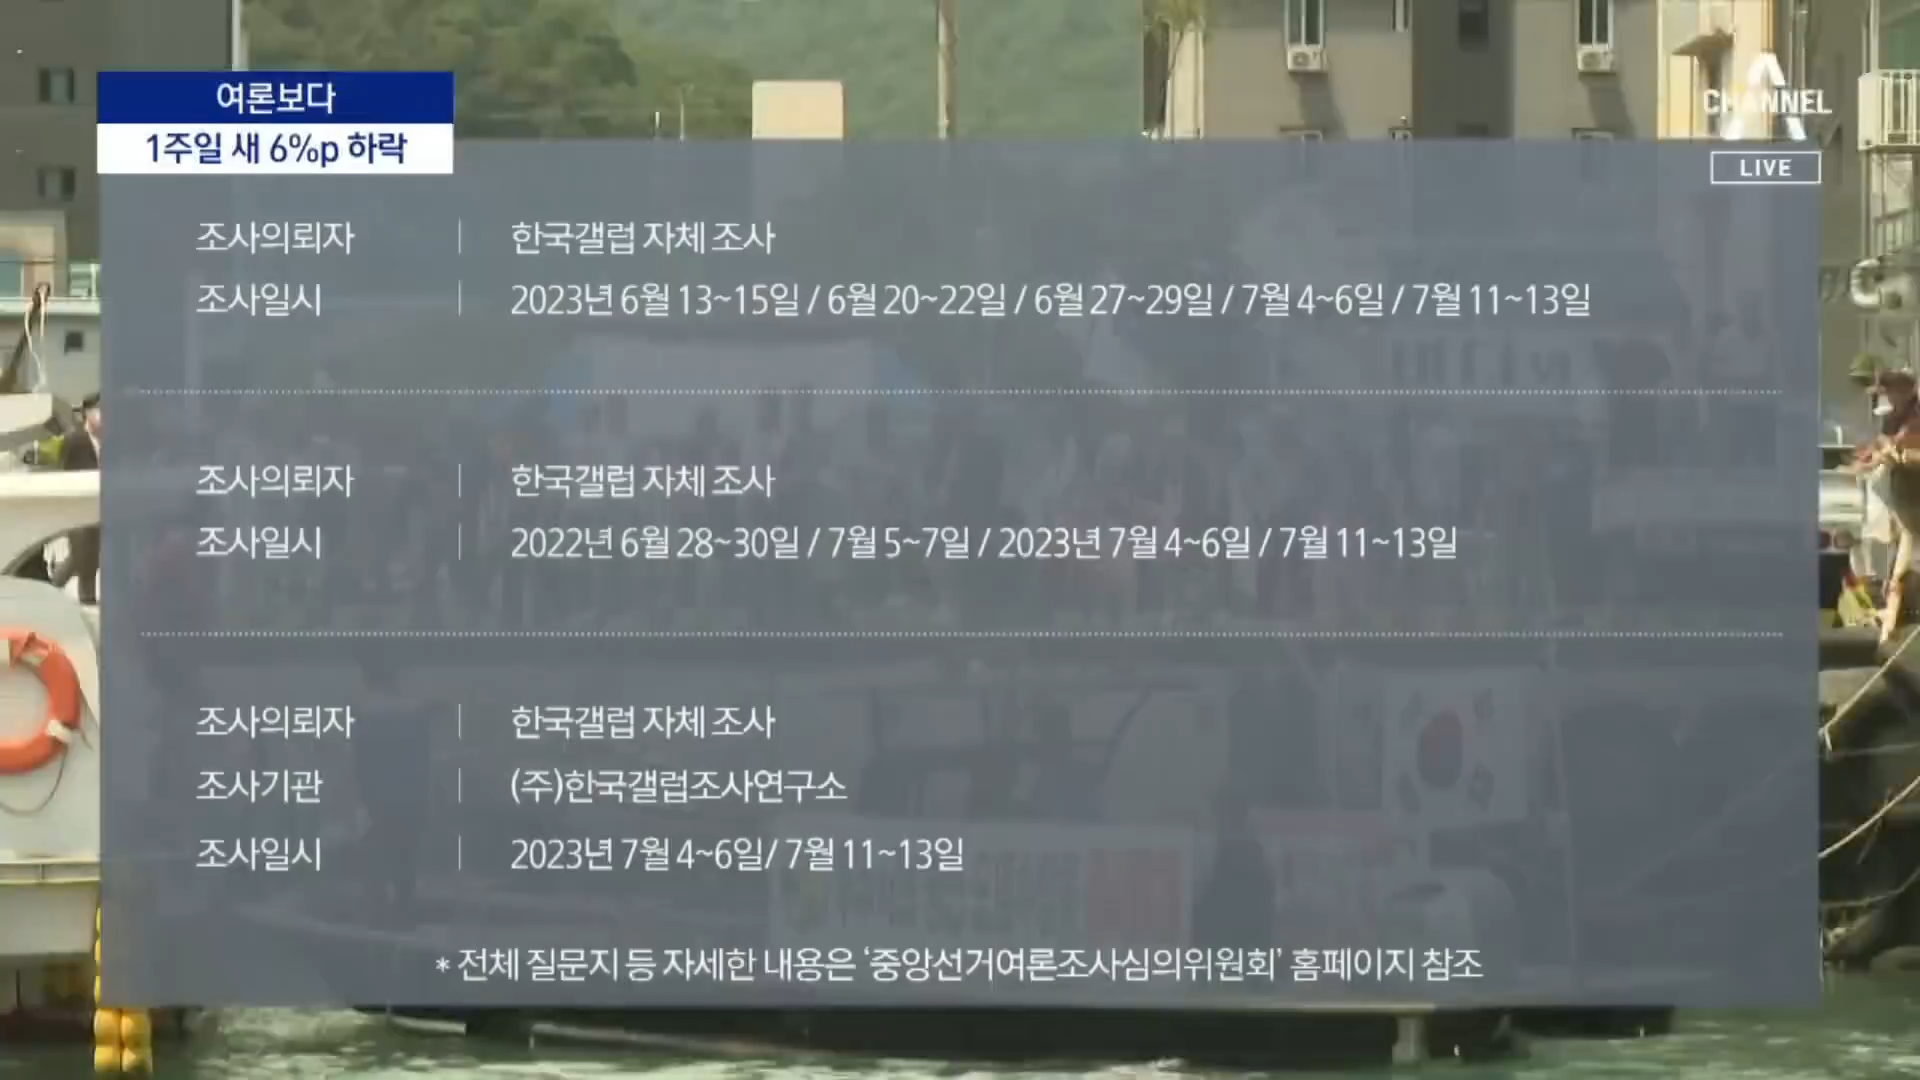 여론보다
1주일 새 6%p 하락
CHANNEL A
LIVE
조사의뢰자 | 한국갤럽 자체 조사
조사일시 | 2023년 6월 13~15일 / 6월 20~22일 / 6월 27~29일 / 7월 4~6일 / 7월 11~13일
조사의뢰자 | 한국갤럽 자체 조사
조사일시 | 2022년 6월 28~30일 / 7월 5~7일 / 2023년 7월 4~6일 / 7월 11~13일
조사의뢰자 | 한국갤럽 자체 조사
조사기관 | (주)한국갤럽조사연구소
조사일시 | 2023년 7월 4~6일/ 7월 11~13일
* 전체 질문지 등 자세한 내용은 ‘중앙선거여론조사심의위원회’ 홈페이지 참조